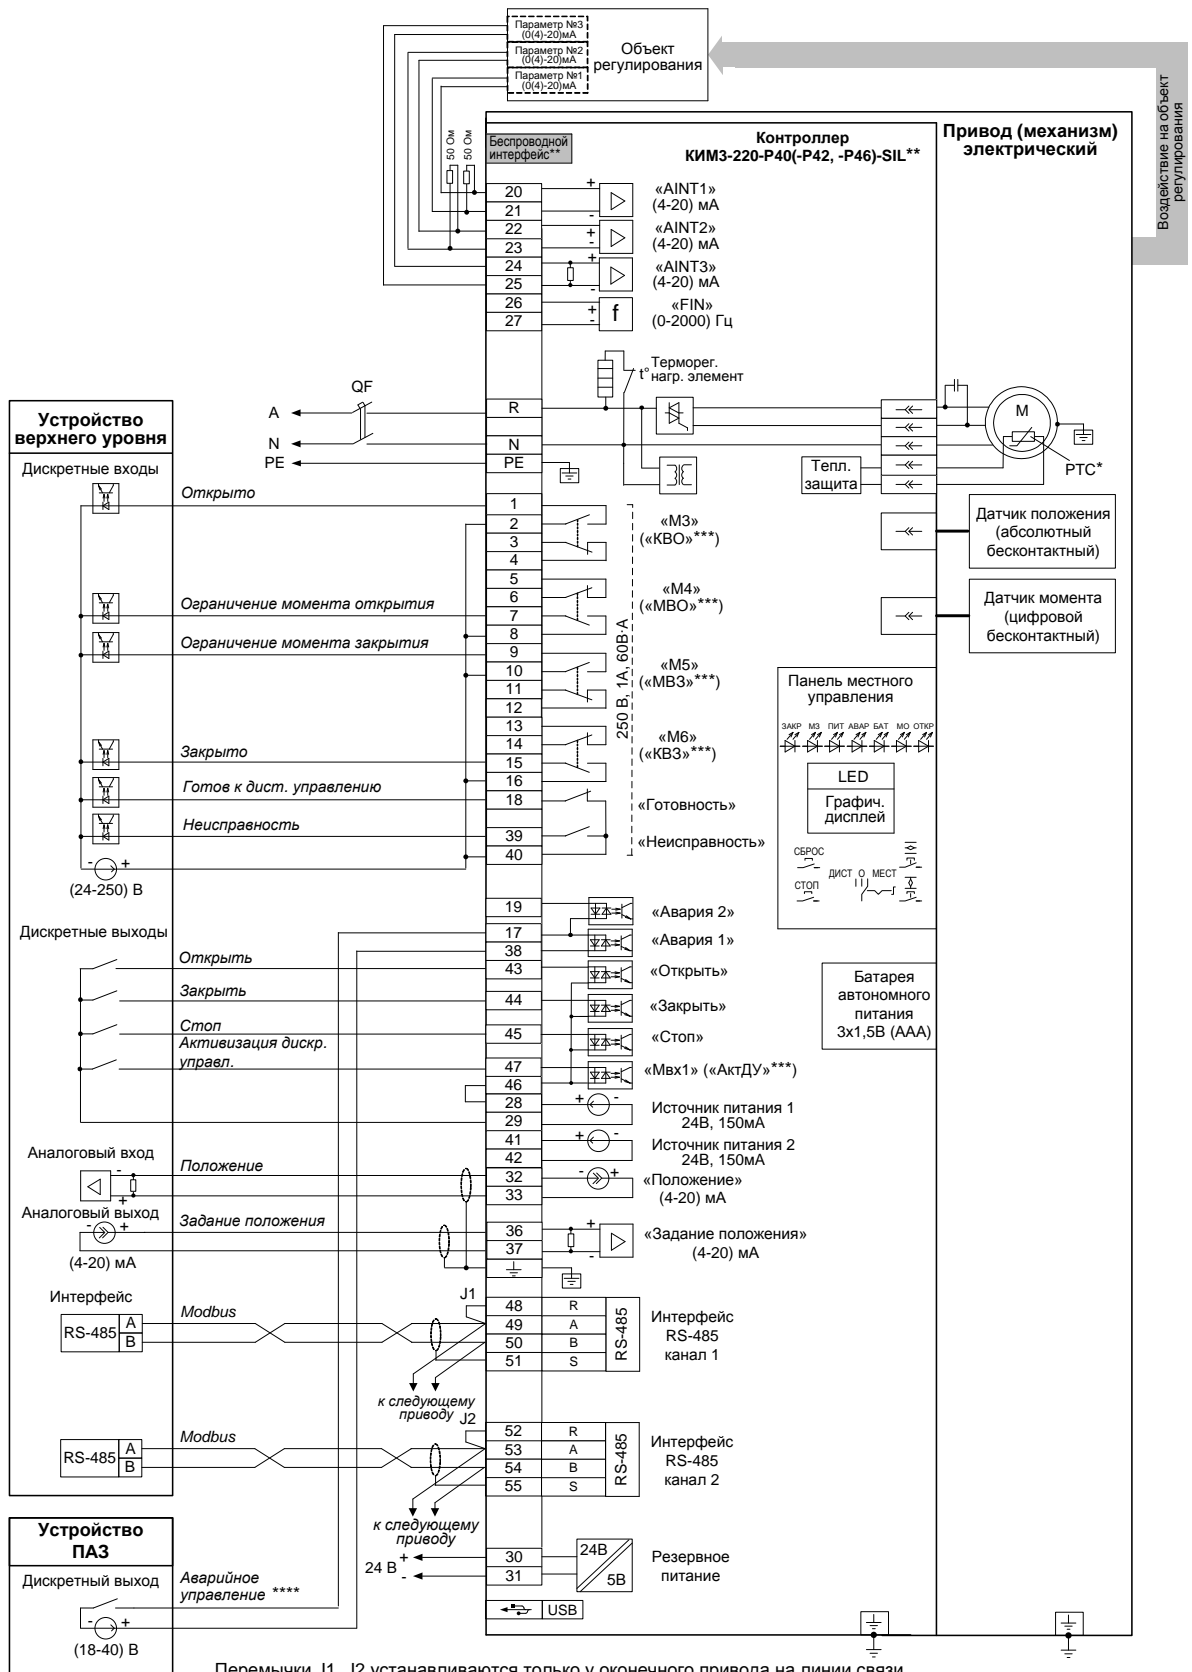 Параметр №3
(0(4)-20)мА
Параметр №2
(0(4)-20)мА
Параметр №1
(0(4)-20)мА
Объект
регулирования
Воздействие на объект
регулирования
50 Ом
50 Ом
Беспроводной
интерфейс**
Контроллер
КИМ3-220-Р40(-Р42, -Р46)-SIL**
Привод (механизм)
электрический
20
21
22
23
24
25
26
27
+
-
«AINT1»
(4-20) мА
+
-
«AINT2»
(4-20) мА
+
-
«AINT3»
(4-20) мА
+
-
f
«FIN»
(0-2000) Гц
t°
Терморег.
нагр. элемент
QF
A
N
PE
R
N
PE
Тепл.
защита
M
PTC*
Датчик положения
(абсолютный
бесконтактный)
Датчик момента
(цифровой
бесконтактный)
Устройство
верхнего уровня
Дискретные входы
Открыто
Ограничение момента открытия
Ограничение момента закрытия
Закрыто
Готов к дист. управлению
Неисправность
- +
(24-250) В
1
2
3
4
5
6
7
8
9
10
11
12
13
14
15
16
18
39
40
«М3»
(«КВО»***)
«М4»
(«МВО»***)
«М5»
(«МВЗ»***)
«М6»
(«КВЗ»***)
250 В, 1А, 60В·А
«Готовность»
«Неисправность»
Панель местного
управления
ЗАКР МЗ ПИТ АВАР БАТ МО ОТКР
LED
Графич.
дисплей
СБРОС
СТОП
ДИСТ О МЕСТ
Батарея
автономного
питания
3х1,5В (ААА)
Дискретные выходы
Открыть
Закрыть
Стоп
Активизация дискр.
управл.
19
17
38
43
44
45
47
46
28
29
41
42
32
33
36
37
«Авария 2»
«Авария 1»
«Открыть»
«Закрыть»
«Стоп»
«Мвх1» («АктДУ»***)
+ -
Источник питания 1
24В, 150мА
+ -
Источник питания 2
24В, 150мА
- +
«Положение»
(4-20) мА
+
-
«Задание положения»
(4-20) мА
Аналоговый вход
-
+
Положение
Аналоговый выход
- +
Задание положения
(4-20) мА
Интерфейс
RS-485
A
B
Modbus
J1
48 R
49 A
50 B
51 S
RS-485
Интерфейс
RS-485
канал 1
к следующему
приводу
RS-485
A
B
Modbus
J2
52 R
53 A
54 B
55 S
RS-485
Интерфейс
RS-485
канал 2
к следующему
приводу
24 В
+
-
30
31
24В
5В
Резервное
питание
USB
Устройство
ПАЗ
Дискретный выход
Аварийное
управление ****
- +
(18-40) В
Перемычки J1, J2 устанавливаются только у оконечного привода на линии связи